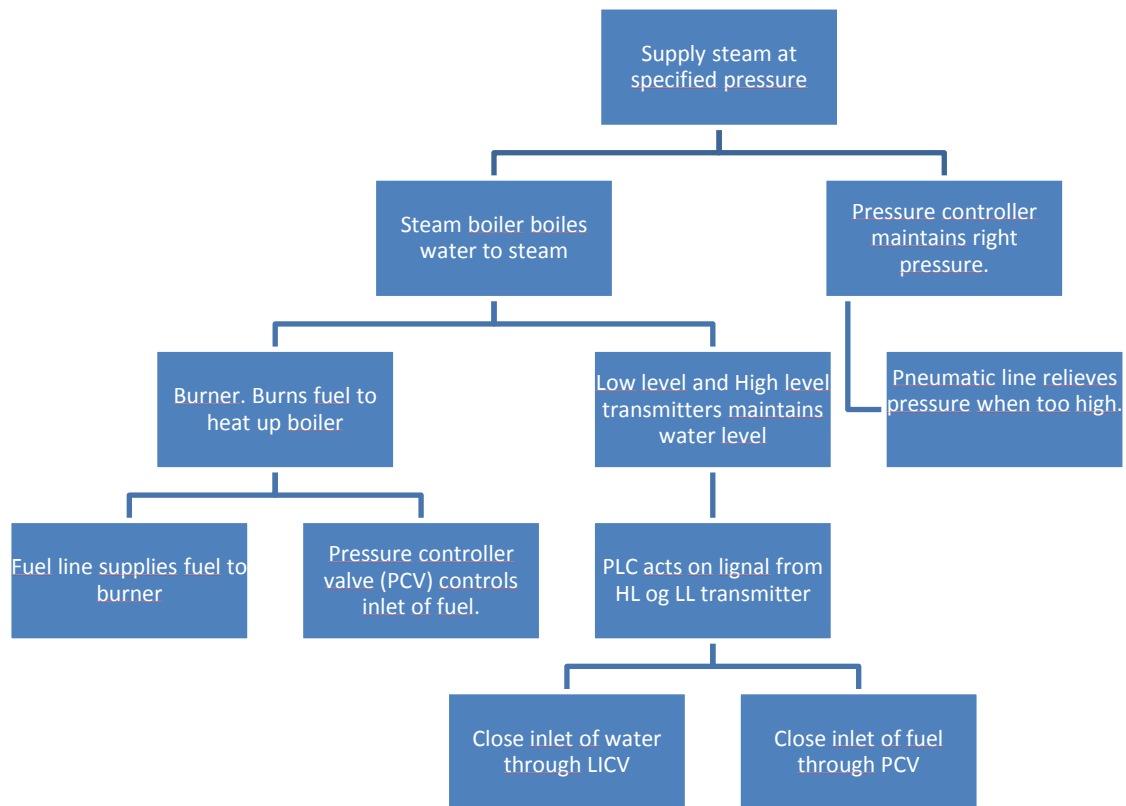 Supply steam at
specified pressure
Steam boiler boiles
water to steam
Pressure controller
maintains right
pressure.
Burner. Burns fuel to
heat up boiler
Low level and High level
transmitters maintains
water level
Pneumatic line relieves
pressure when too high.
Fuel line supplies fuel to
burner
Pressure controller
valve (PCV) controls
inlet of fuel.
PLC acts on lignal from
HL og LL transmitter
Close inlet of water
through LICV
Close inlet of fuel
through PCV